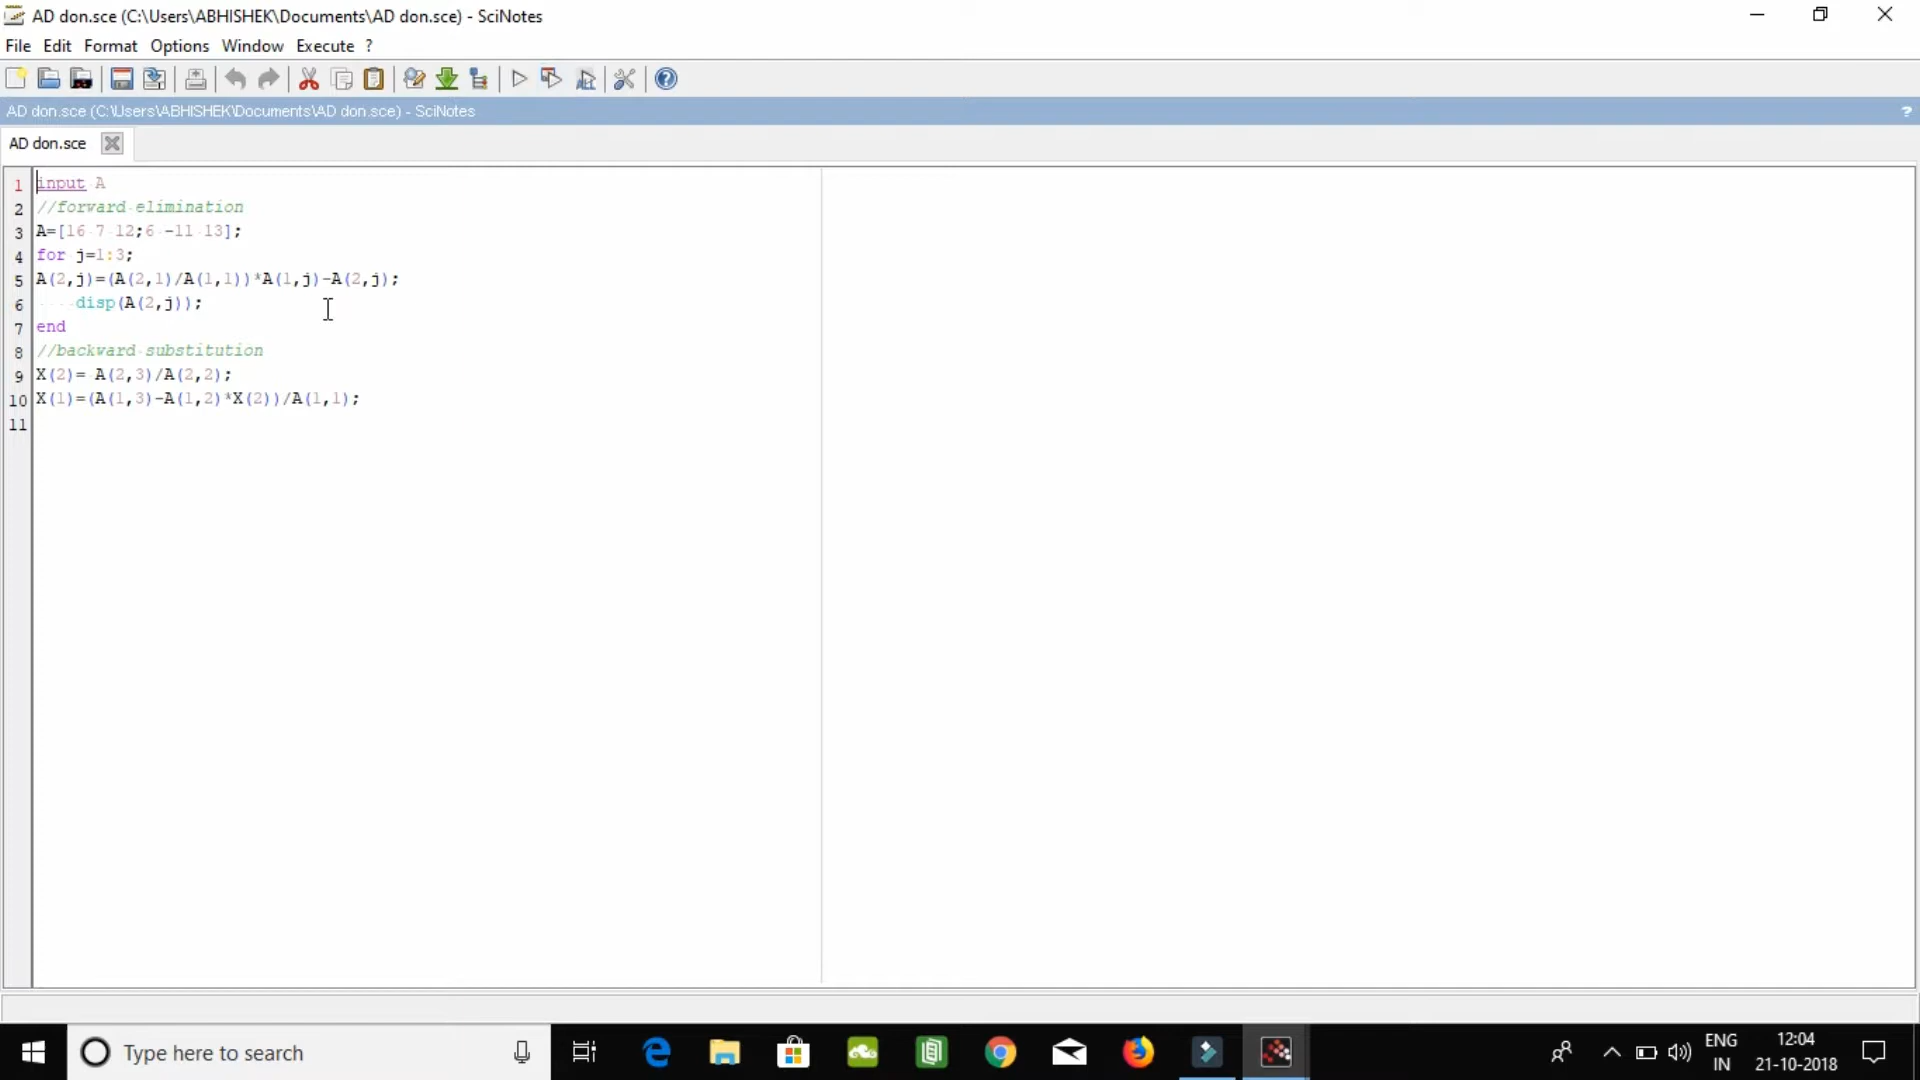 AD don.sce (C:\Users\ABHISHEK\Documents\AD don.sce) - SciNotes
File Edit Format Options Window Execute ?
AD don.sce (C:\Users\ABHISHEK\Documents\AD don.sce) - SciNotes ?
AD don.sce
1 input A
2 //forward elimination
3 A=[16 7 12;6 -11 13];
4 for j=1:3;
5 A(2,j)=(A(2,1)/A(1,1))*A(1,j)-A(2,j);
6     disp(A(2,j));
7 end
8 //backward substitution
9 X(2)= A(2,3)/A(2,2);
10 X(1)=(A(1,3)-A(1,2)*X(2))/A(1,1);
11
Type here to search
ENG 12:04
IN 21-10-2018